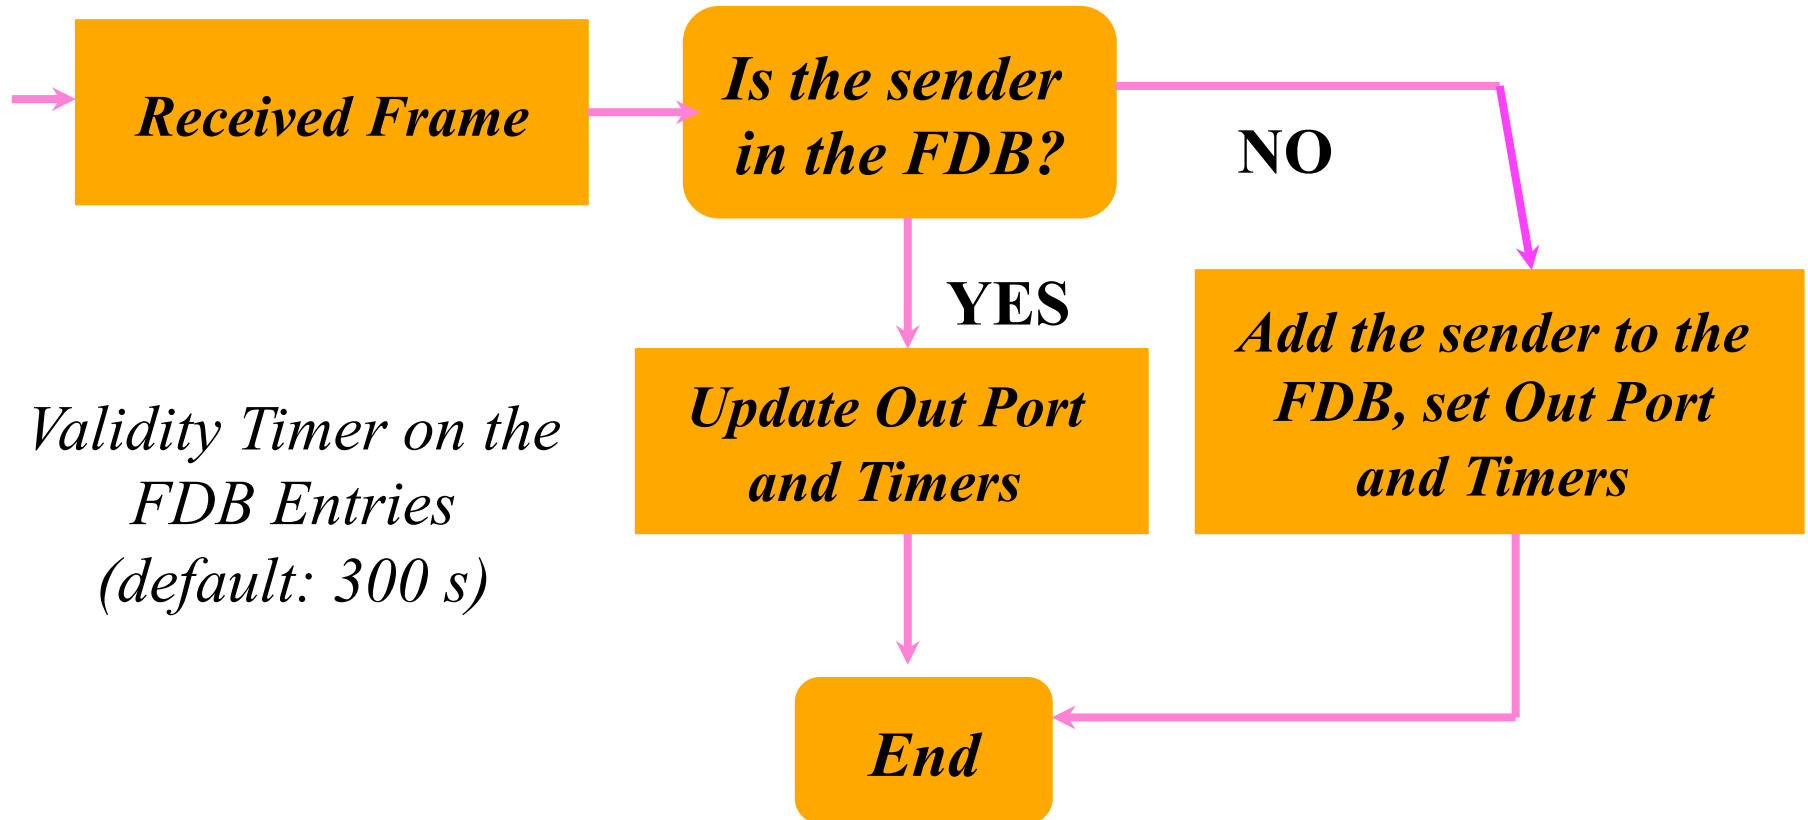 Received Frame
Is the sender
in the FDB?
NO
YES
Add the sender to the
FDB, set Out Port
and Timers
Update Out Port
and Timers
Validity Timer on the
FDB Entries
(default: 300 s)
End